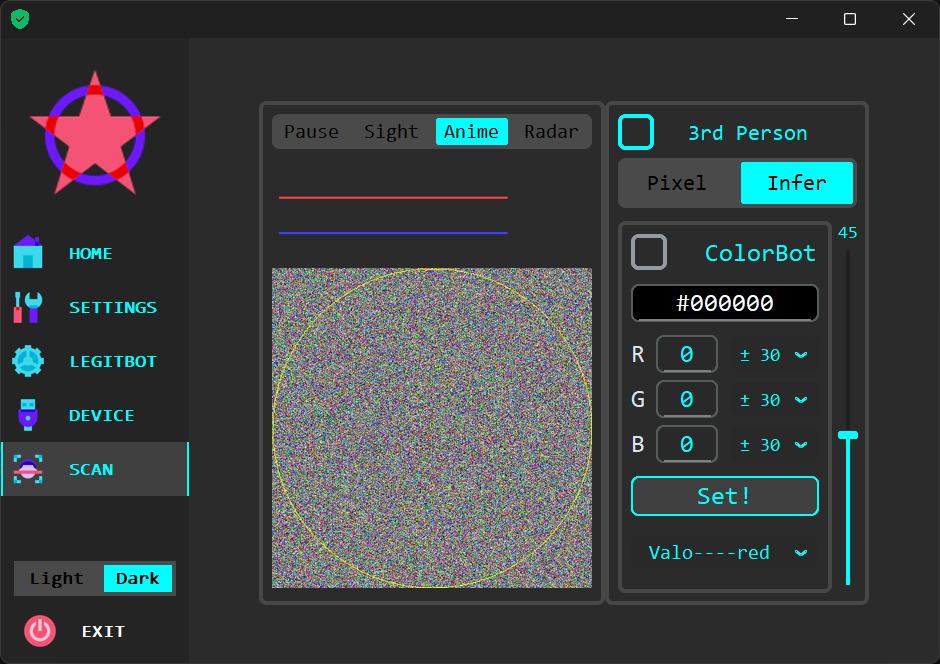 HOME
SETTINGS
LEGITBOT
DEVICE
SCAN
Light Dark
EXIT
Pause Sight Anime Radar
3rd Person
Pixel Infer
45
ColorBot
#000000
R 0 ± 30
G 0 ± 30
B 0 ± 30
Set!
Valo----red